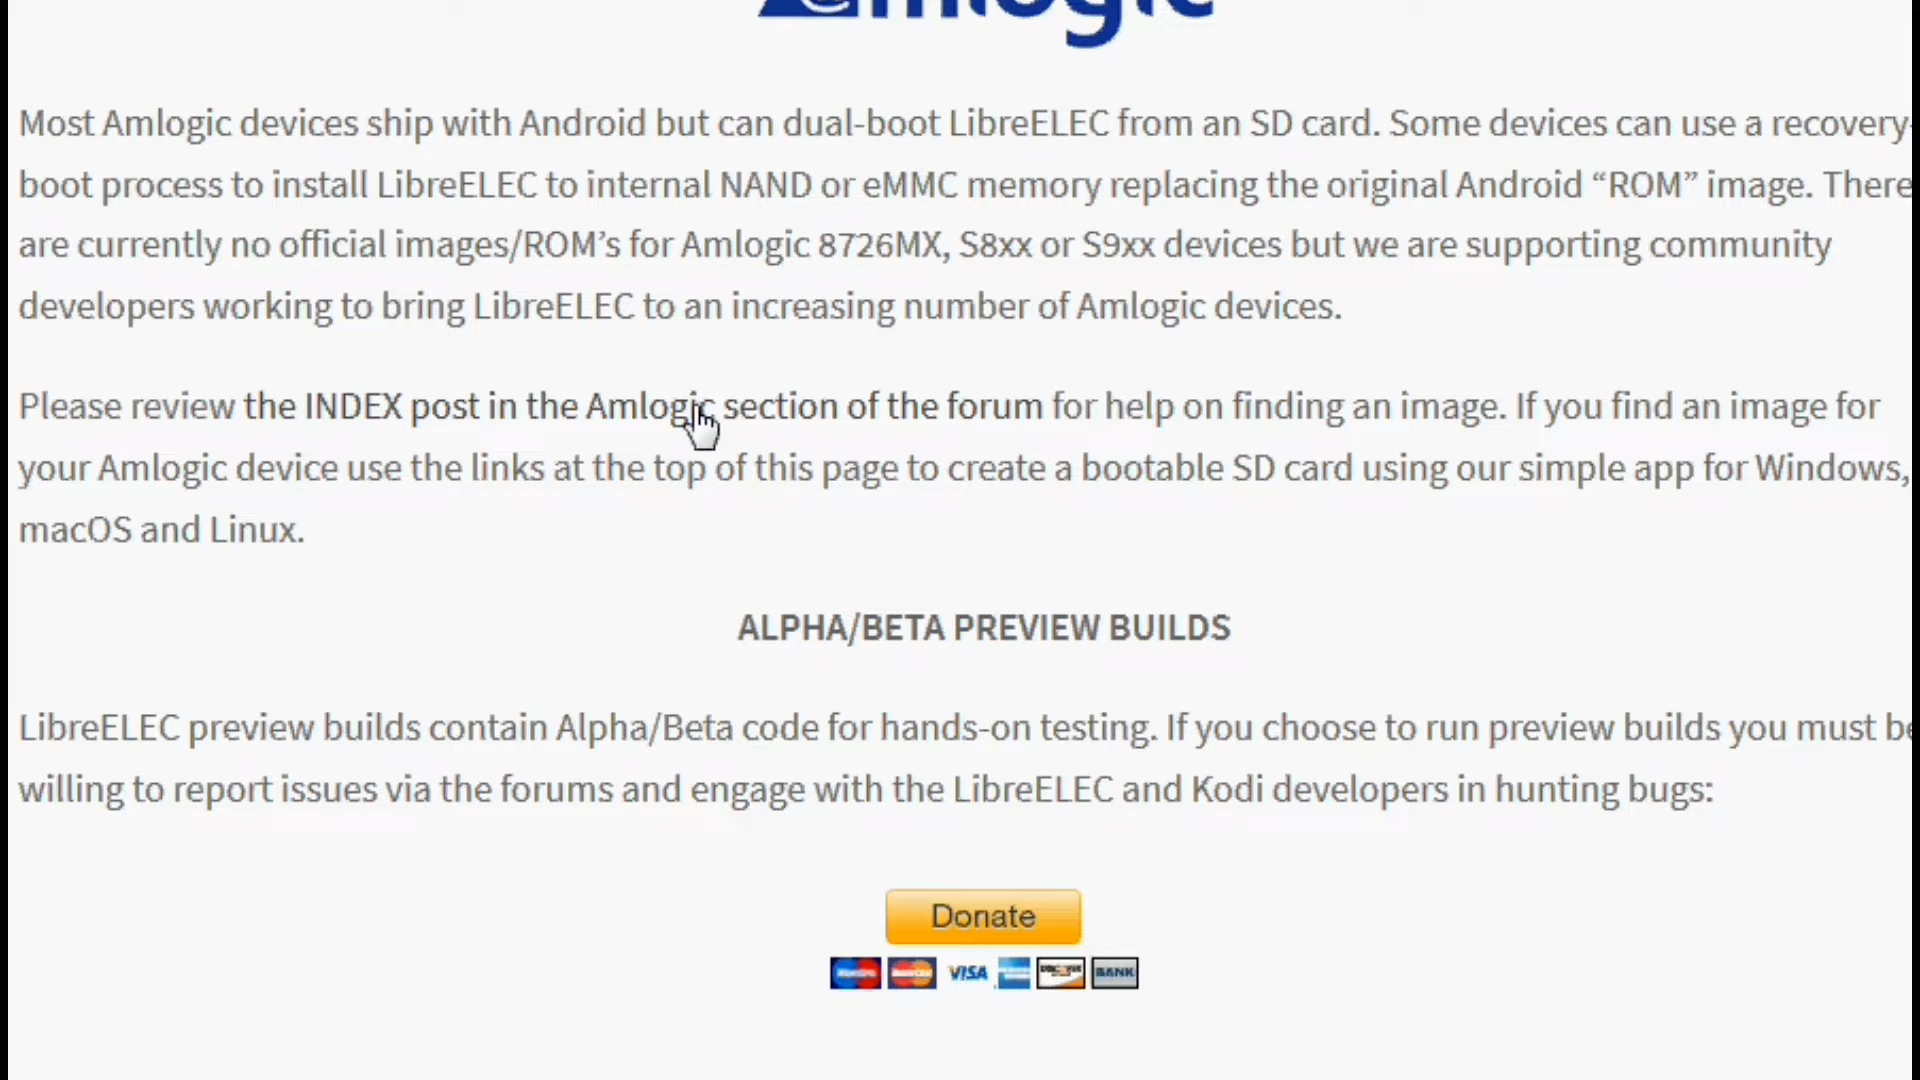 Amlogic
Most Amlogic devices ship with Android but can dual-boot LibreELEC from an SD card. Some devices can use a recovery-
boot process to install LibreELEC to internal NAND or eMMC memory replacing the original Android “ROM” image. There
are currently no official images/ROM’s for Amlogic 8726MX, S8xx or S9xx devices but we are supporting community
developers working to bring LibreELEC to an increasing number of Amlogic devices.
Please review the INDEX post in the Amlogic section of the forum for help on finding an image. If you find an image for
your Amlogic device use the links at the top of this page to create a bootable SD card using our simple app for Windows,
macOS and Linux.
ALPHA/BETA PREVIEW BUILDS
LibreELEC preview builds contain Alpha/Beta code for hands-on testing. If you choose to run preview builds you must be
willing to report issues via the forums and engage with the LibreELEC and Kodi developers in hunting bugs:
Donate
VISA DISCOVER BANK